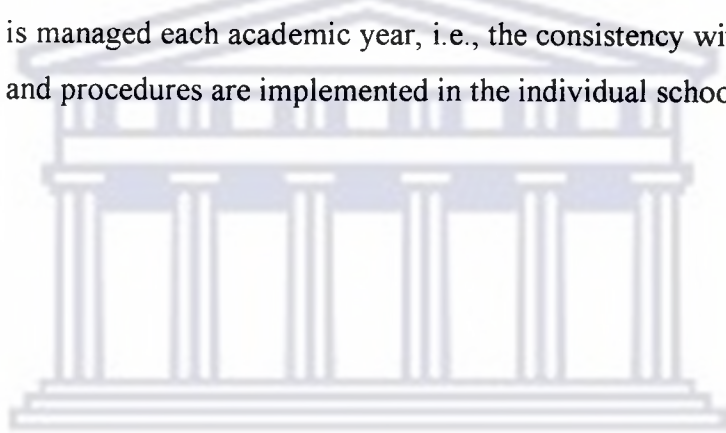 is managed each academic year, i.e., the consistency wi
and procedures are implemented in the individual schoo